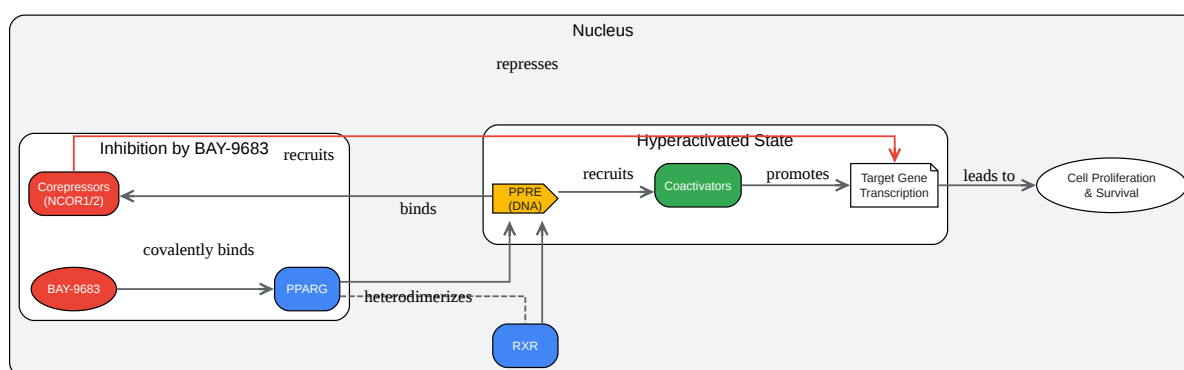 Nucleus
represses
Inhibition by BAY-9683
recruits
Hyperactivated State
Corepressors
(NCOR1/2)
PPRE
(DNA)
recruits
Coactivators
promotes
Target Gene
Transcription
leads to
Cell Proliferation
& Survival
binds
covalently binds
BAY-9683
PPARG
heterodimerizes
RXR